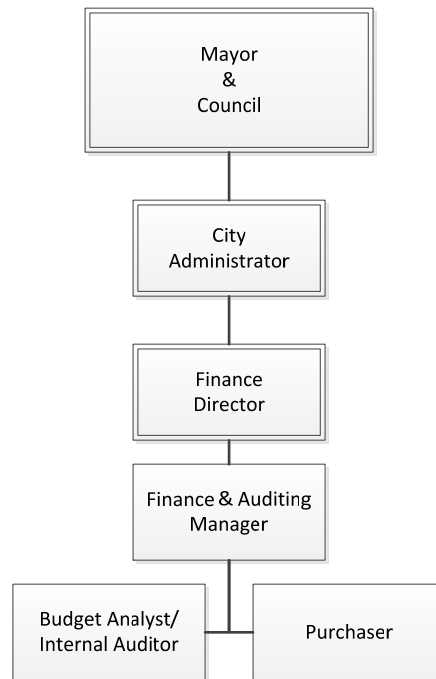 Mayor
&
Council
City
Administrator
Finance
Director
Finance & Auditing
Manager
Budget Analyst/
Internal Auditor
Purchaser